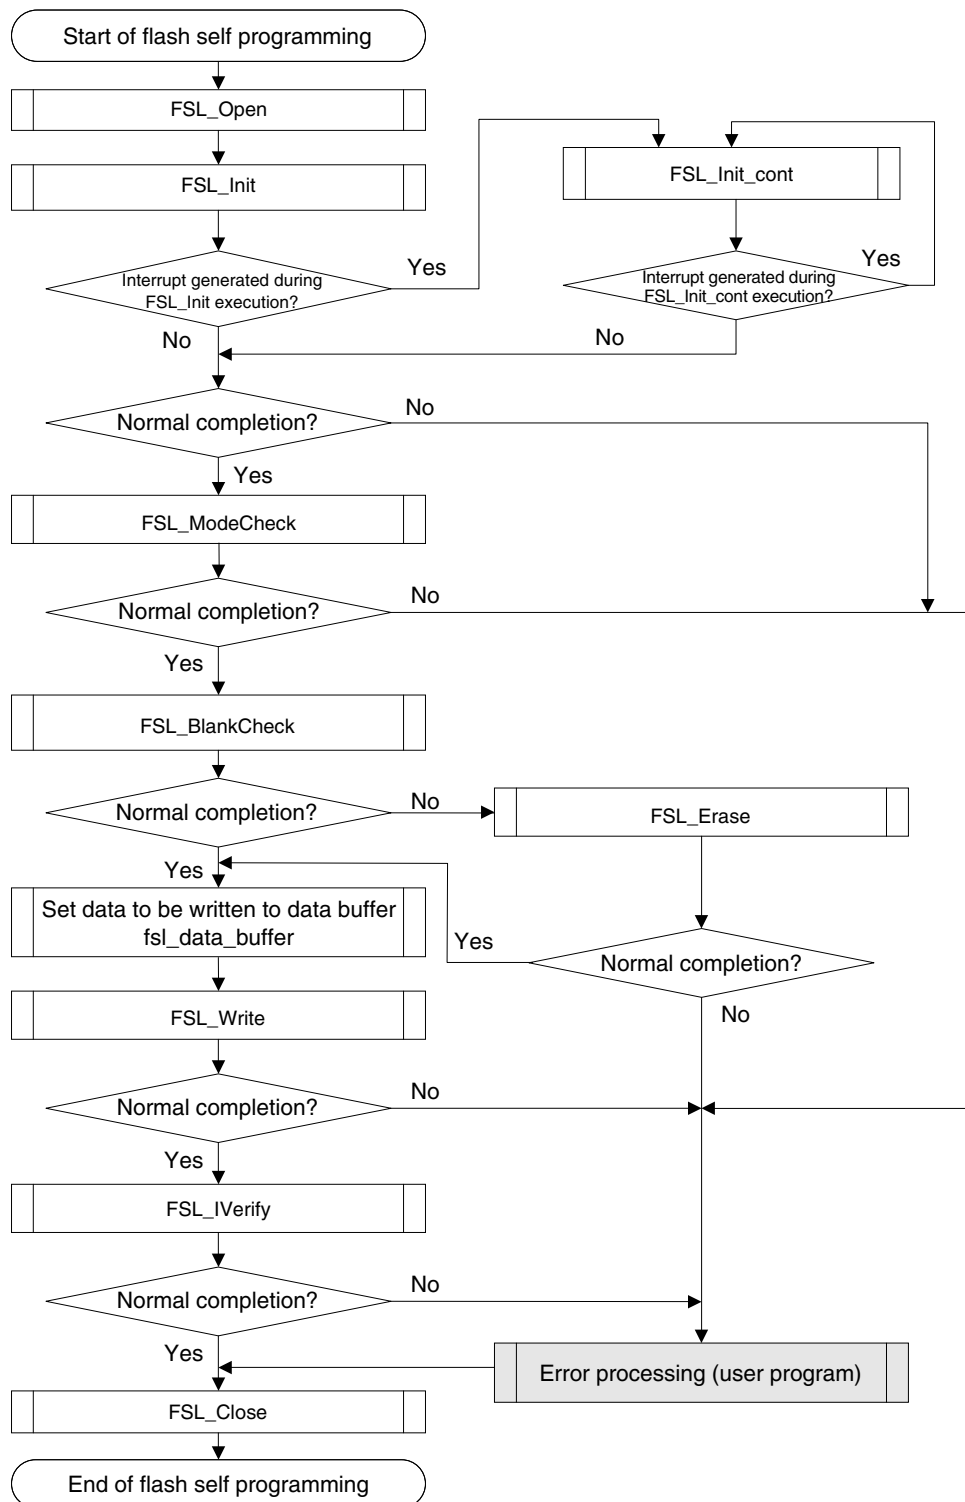 Start of flash self programming
FSL_Open
FSL_Init
FSL_Init_cont
Interrupt generated during
FSL_Init execution?
Yes
Interrupt generated during
FSL_Init_cont execution?
Yes
No
No
Normal completion?
No
Yes
FSL_ModeCheck
Normal completion?
No
Yes
FSL_BlankCheck
Normal completion?
No
FSL_Erase
Yes
Set data to be written to data buffer
fsl_data_buffer
Yes
Normal completion?
No
FSL_Write
Normal completion?
No
Yes
FSL_IVerify
Normal completion?
No
Yes
Error processing (user program)
FSL_Close
End of flash self programming